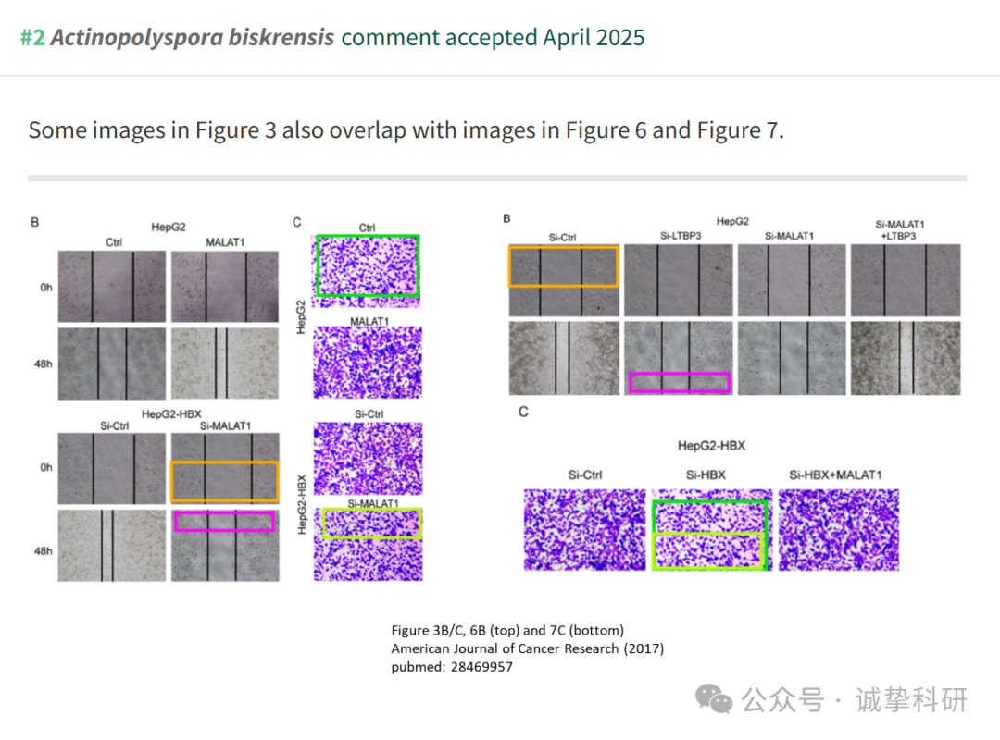 #2 Actinopolyspora biskrensis comment accepted April 2025
Some images in Figure 3 also overlap with images in Figure 6 and Figure 7.
B
HepG2
Ctrl
MALAT1
0h
48h
HepG2-HBX
Si-Ctrl
Si-MALAT1
0h
48h
C
Ctrl
HepG2
MALAT1
Si-Ctrl
HepG2-HBX
Si-MALAT1
B
HepG2
Si-Ctrl
Si-LTBP3
Si-MALAT1
Si-MALAT1
+LTBP3
C
HepG2-HBX
Si-Ctrl
Si-HBX
Si-HBX+MALAT1
Figure 3B/C, 6B (top) and 7C (bottom)
American Journal of Cancer Research (2017)
pubmed: 28469957
公众号 · 诚挚科研